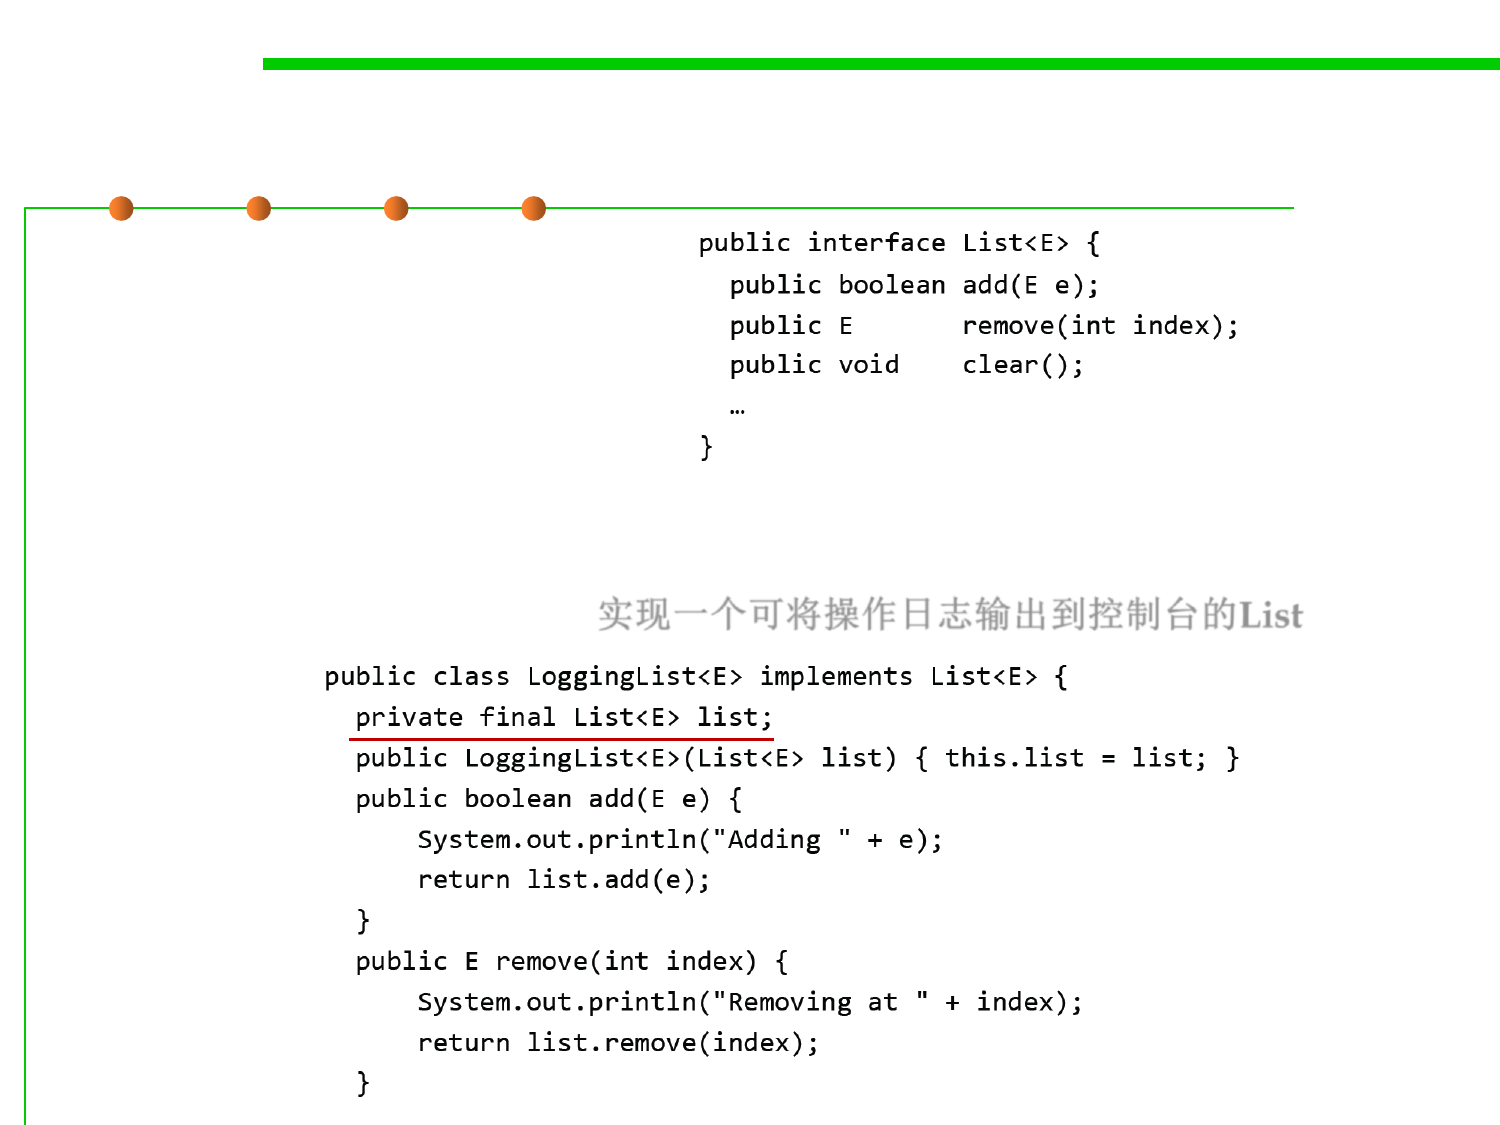 public interface List<E> {
public boolean add(E e);
public E remove(int index);
public void clear();
…
}
实现一个可将操作日志输出到控制台的List
public class LoggingList<E> implements List<E> {
private final List<E> list;
public LoggingList<E>(List<E> list) { this.list = list; }
public boolean add(E e) {
System.out.println("Adding " + e);
return list.add(e);
}
public E remove(int index) {
System.out.println("Removing at " + index);
return list.remove(index);
}